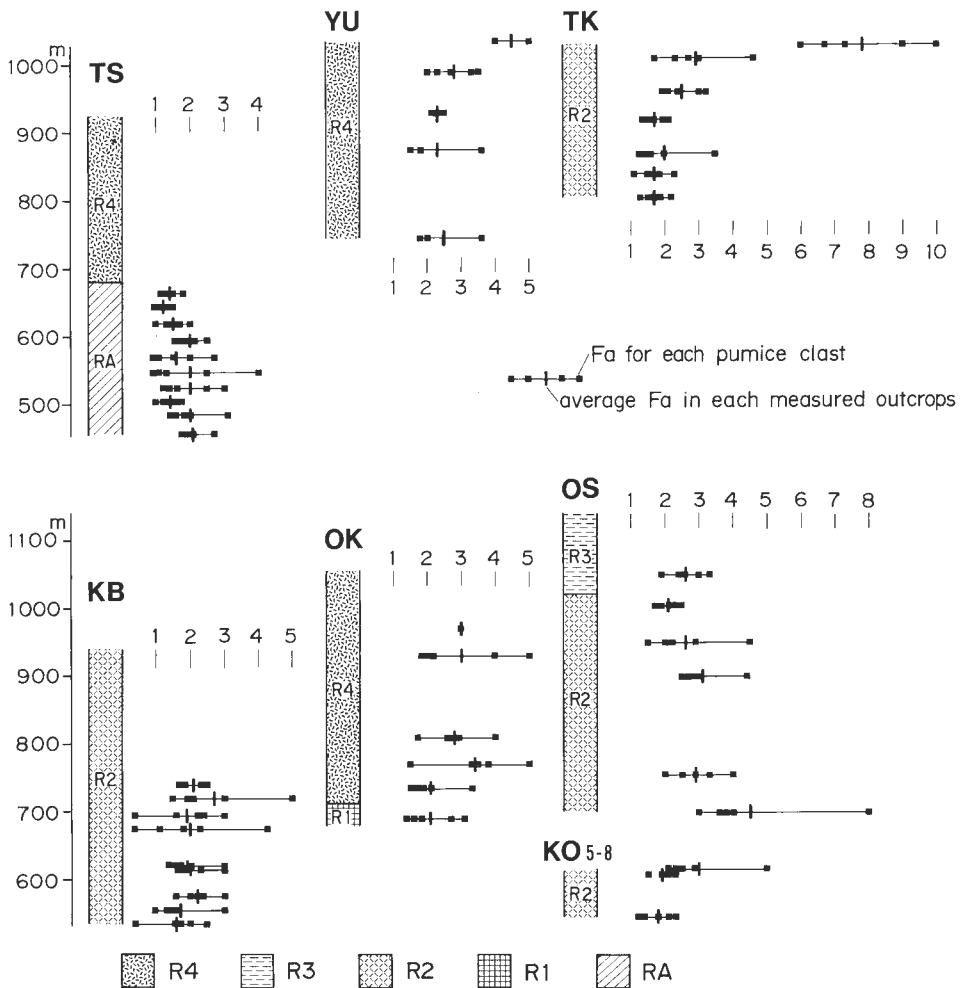 YU
TK
m
1000
TS
1 2 3 4
900
R4
R2
800
R4
1 2 3 4 5 6 7 8 9 10
700
1 2 3 4 5
600
RA
Fa for each pumice clast
500
average Fa in each measured outcrops
OS
1 2 3 4 5 8
m
1100
OK
R3
KB
1 2 3 4 5
1000
1 2 3 4 5
900
R4
R2
800
R2
700
R1
KO 5-8
600
R2
R4 R3 R2 R1 RA